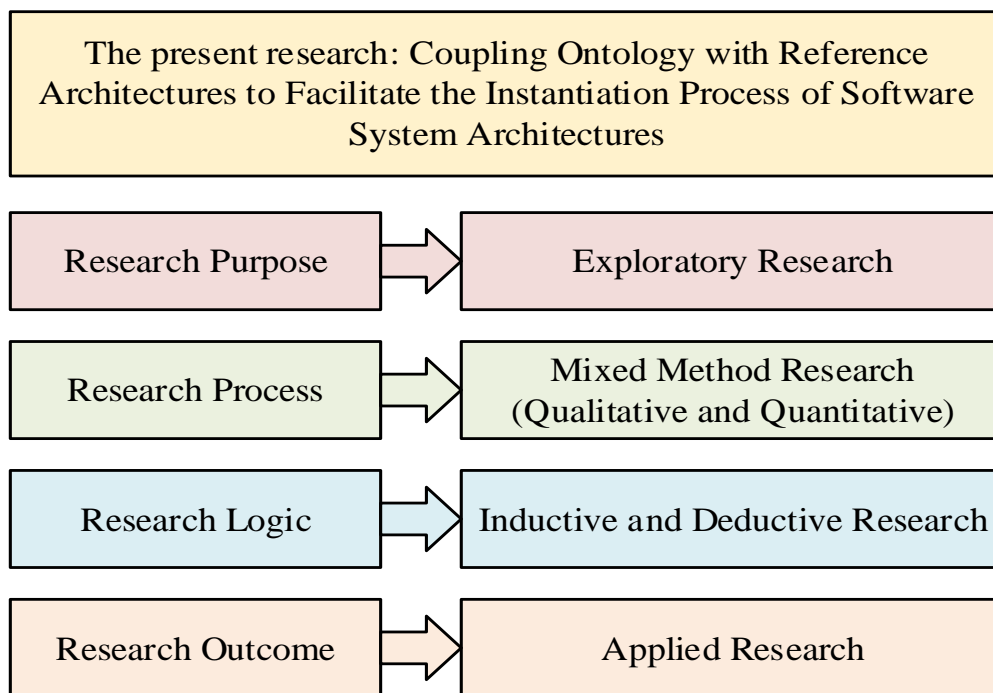 The present research: Coupling Ontology with Reference
Architectures to Facilitate the Instantiation Process of Software
System Architectures
Research Purpose
Exploratory Research
Research Process
Mixed Method Research
(Qualitative and Quantitative)
Research Logic
Inductive and Deductive Research
Research Outcome
Applied Research